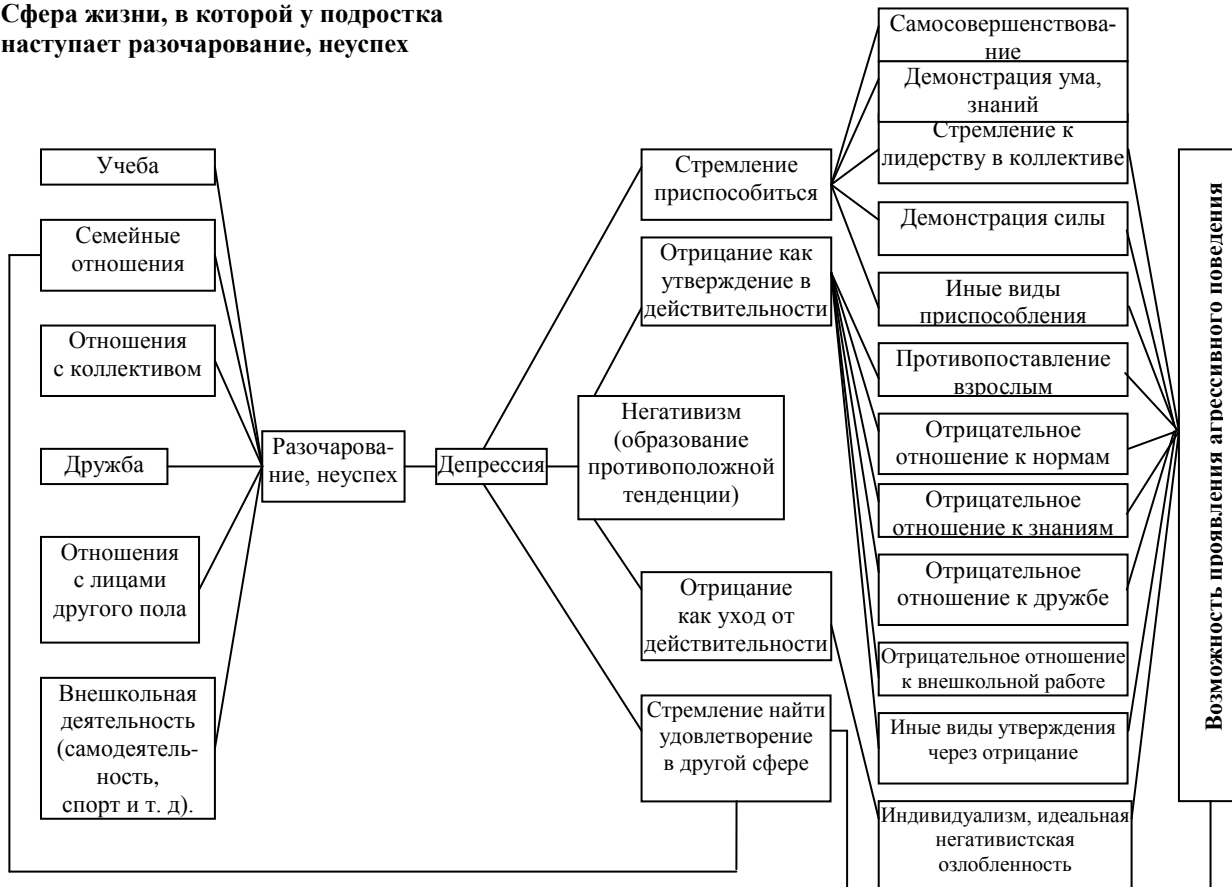 Сфера жизни, в которой у подростка
наступает разочарование, неуспех
Учеба
Семейные
отношения
Отношения
с коллективом
Дружба
Отношения
с лицами
другого пола
Внешкольная
деятельность
(самодеятель-
ность,
спорт и т. д).
Разочарова-
ние, неуспех
Депрессия
Стремление
приспособиться
Отрицание как
утверждение в
действительности
Негативизм
(образование
противоположной
тенденции)
Отрицание
как уход от
действительности
Стремление найти
удовлетворение
в другой сфере
Самосовершенствова-
ние
Демонстрация ума,
знаний
Стремление к
лидерству в коллективе
Демонстрация силы
Иные виды
приспособления
Противопоставление
взрослым
Отрицательное
отношение к нормам
Отрицательное
отношение к знаниям
Отрицательное
отношение к дружбе
Отрицательное отношение
к внешкольной работе
Иные виды утверждения
через отрицание
Индивидуализм, идеальная
негативистская
озлобленность
Возможность проявления агрессивного поведения